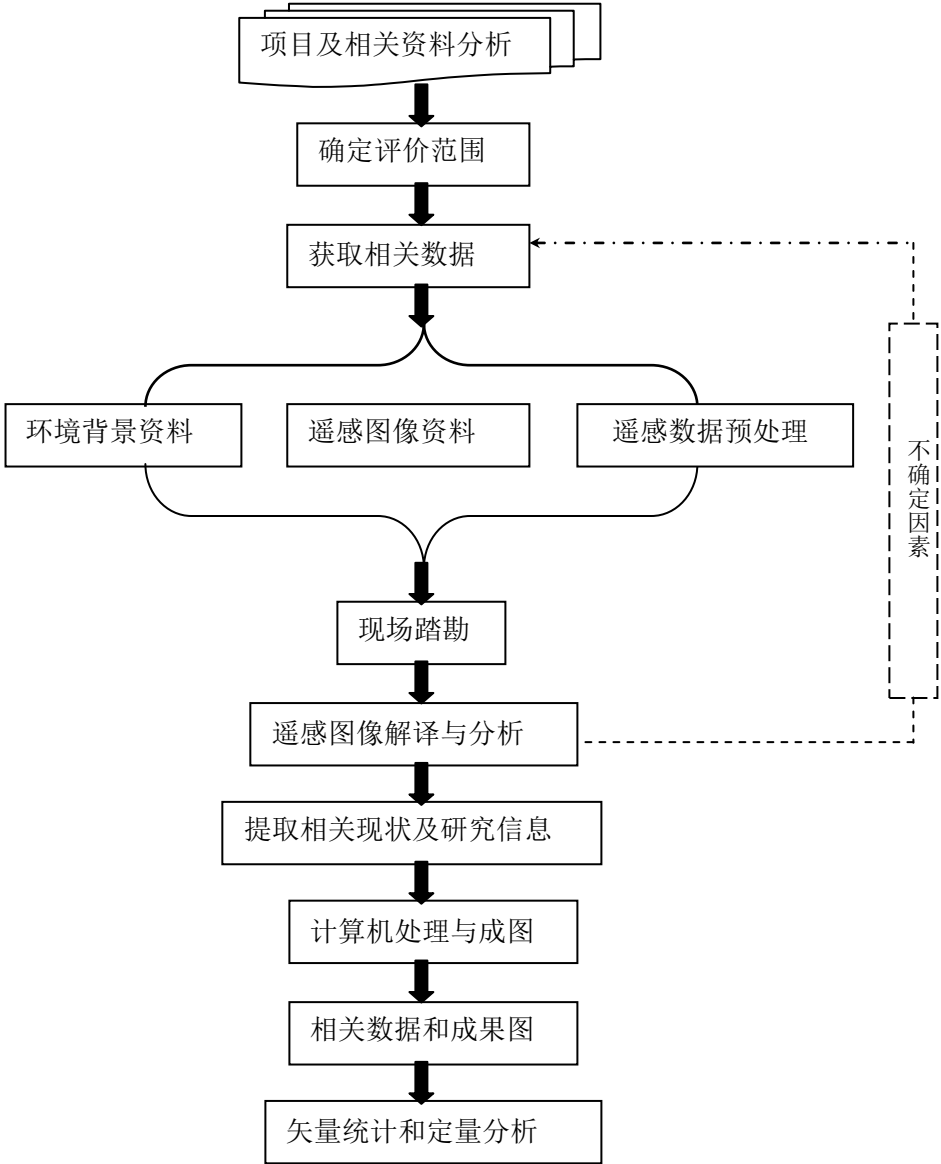 项目及相关资料分析
确定评价范围
获取相关数据
环境背景资料
遥感图像资料
遥感数据预处理
不确定因素
现场踏勘
遥感图像解译与分析
提取相关现状及研究信息
计算机处理与成图
相关数据和成果图
矢量统计和定量分析